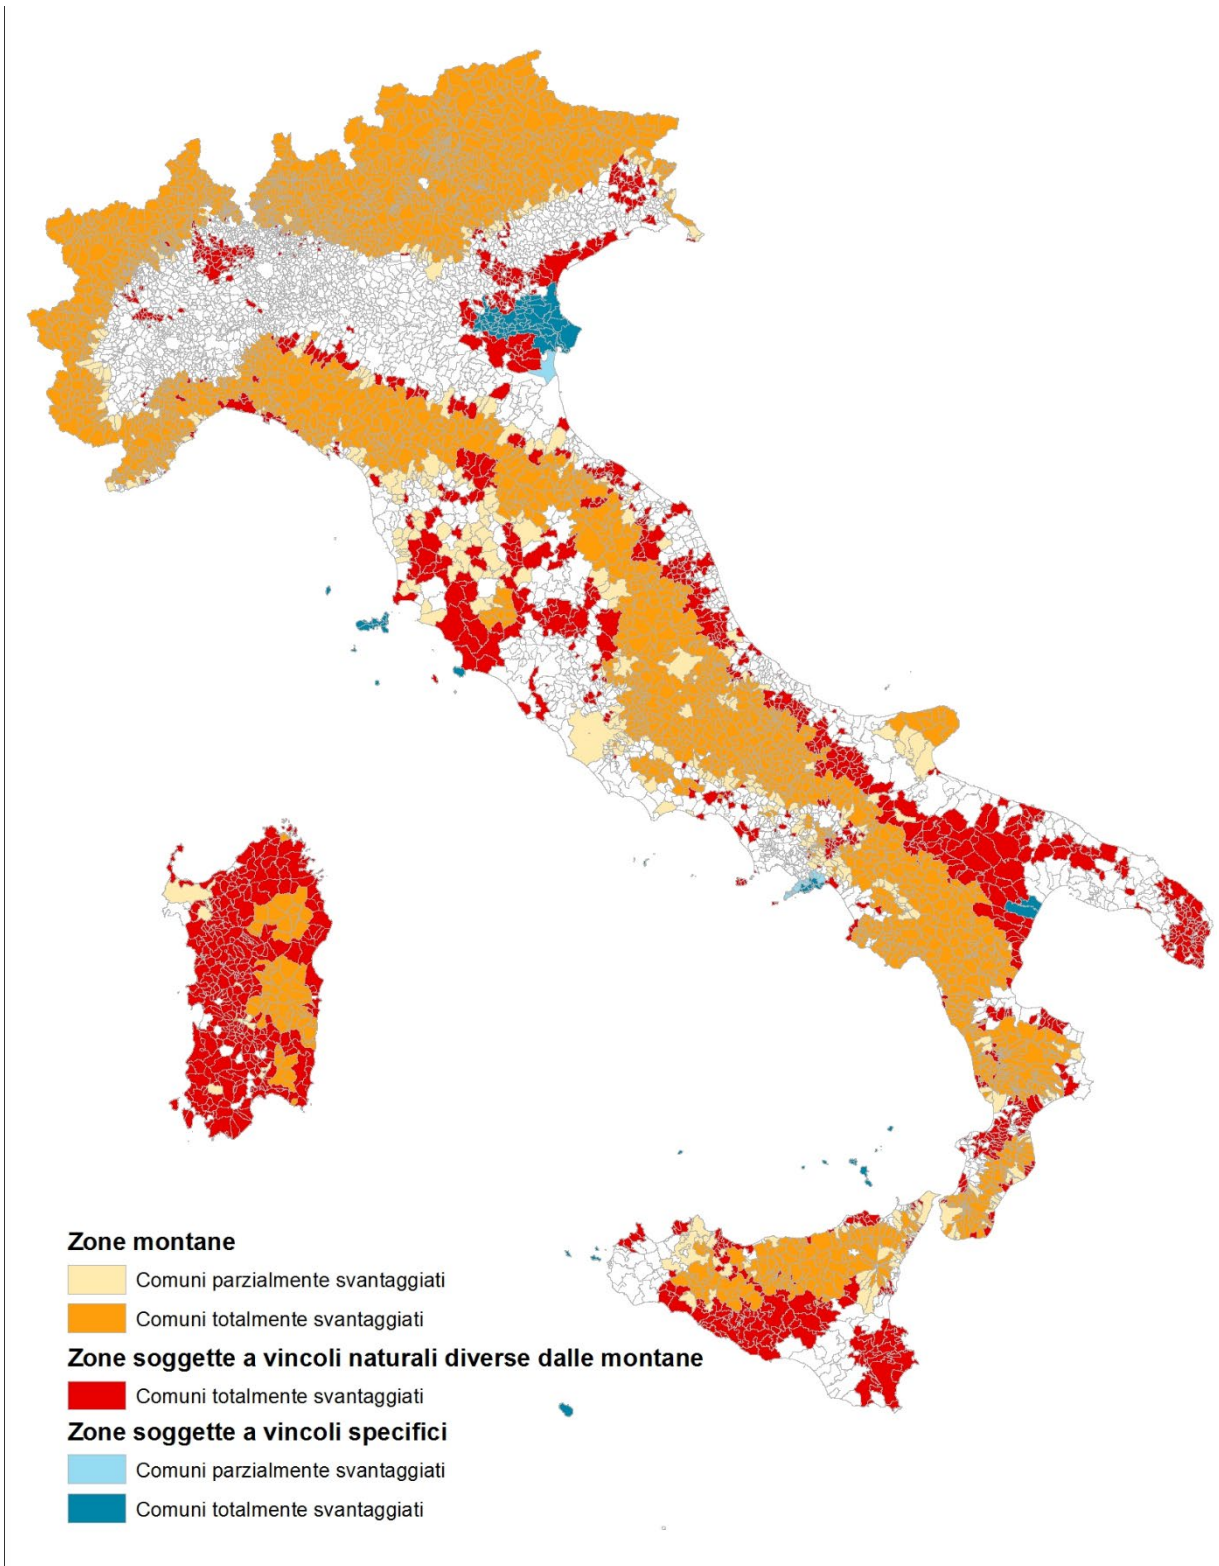 Zone montane
Comuni parzialmente svantaggiati
Comuni totalmente svantaggiati
Zone soggette a vincoli naturali diverse dalle montane
Comuni totalmente svantaggiati
Zone soggette a vincoli specifici
Comuni parzialmente svantaggiati
Comuni totalmente svantaggiati